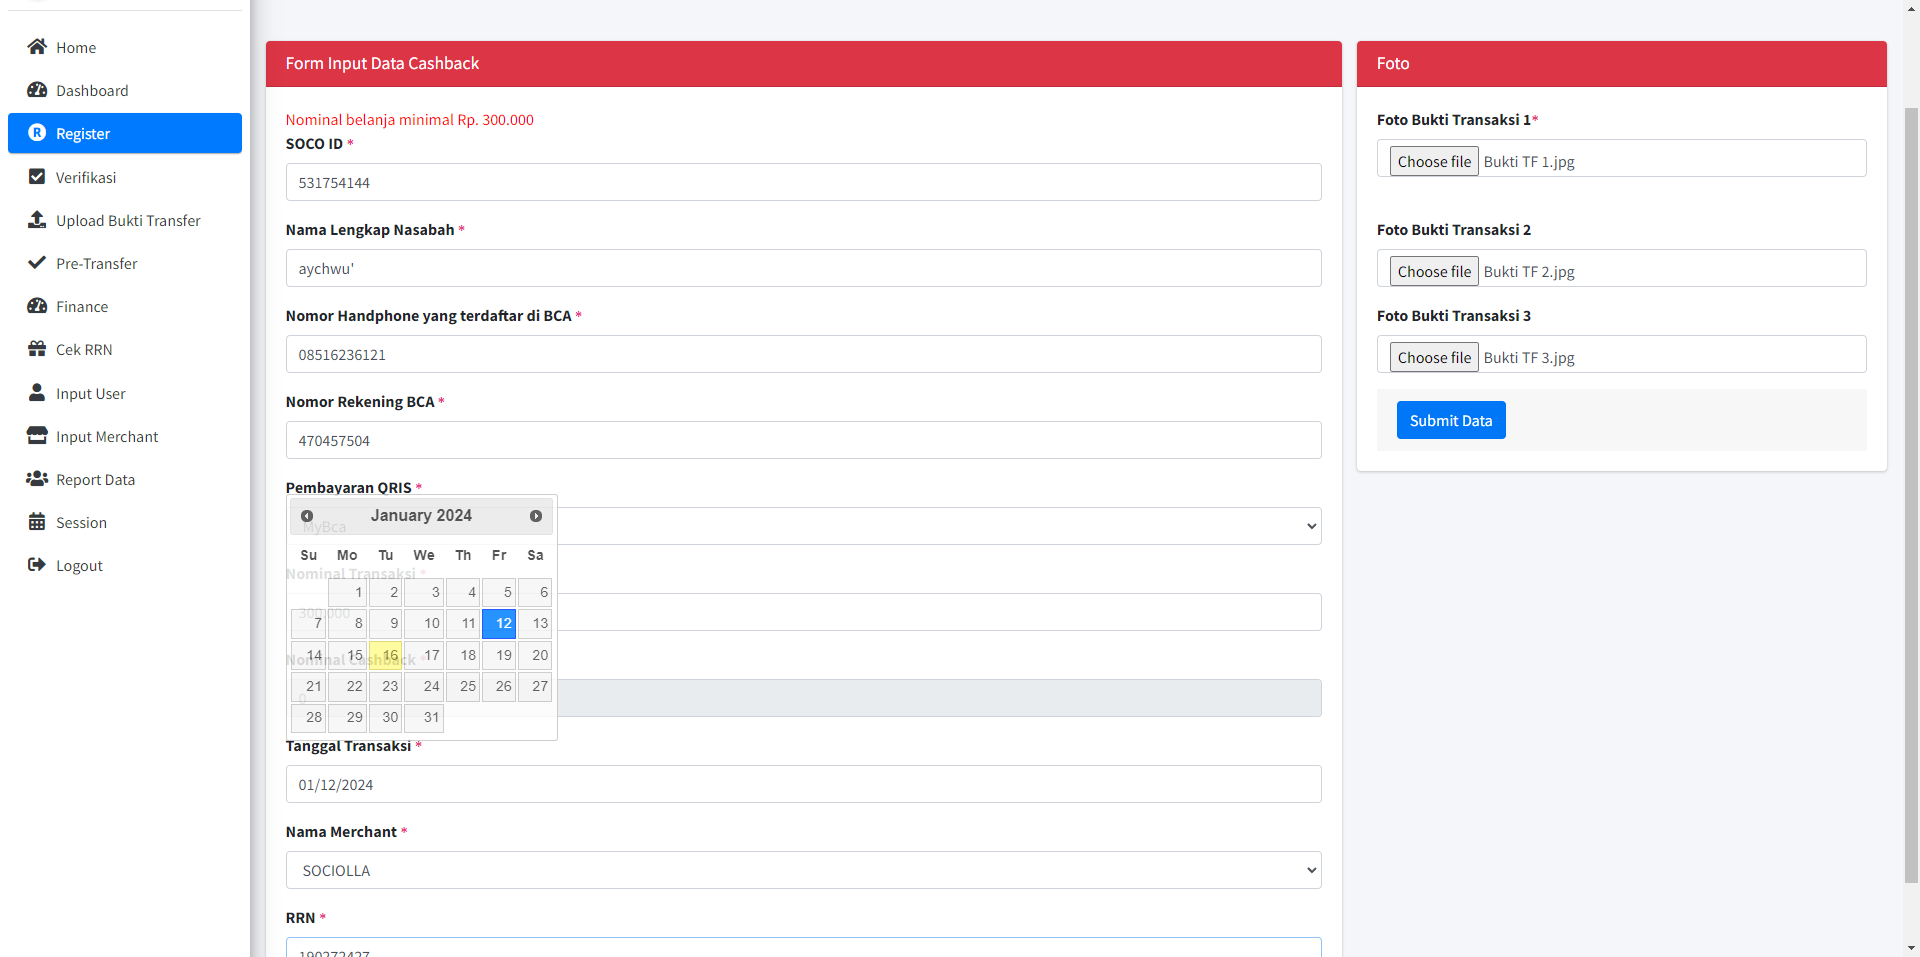 Home
Dashboard
Register
Verifikasi
Upload Bukti Transfer
Pre-Transfer
Finance
Cek RRN
Input User
Input Merchant
Report Data
Session
Logout
Form Input Data Cashback
Nominal belanja minimal Rp. 300.000
SOCO ID *
531754144
Nama Lengkap Nasabah *
aychwu'
Nomor Handphone yang terdaftar di BCA *
08516236121
Nomor Rekening BCA *
470457504
Pembayaran QRIS *
MyBca
January 2024
Su Mo Tu We Th Fr Sa
Nominal Transaksi *
1 2 3 4 5 6
300,000
7 8 9 10 11 12 13
14 15 16 17 18 19 20
Nominal Cashback *
21 22 23 24 25 26 27
0
28 29 30 31
Tanggal Transaksi *
01/12/2024
Nama Merchant *
SOCIOLLA
RRN *
190272427
Foto
Foto Bukti Transaksi 1*
Choose file Bukti TF 1.jpg
Foto Bukti Transaksi 2
Choose file Bukti TF 2.jpg
Foto Bukti Transaksi 3
Choose file Bukti TF 3.jpg
Submit Data